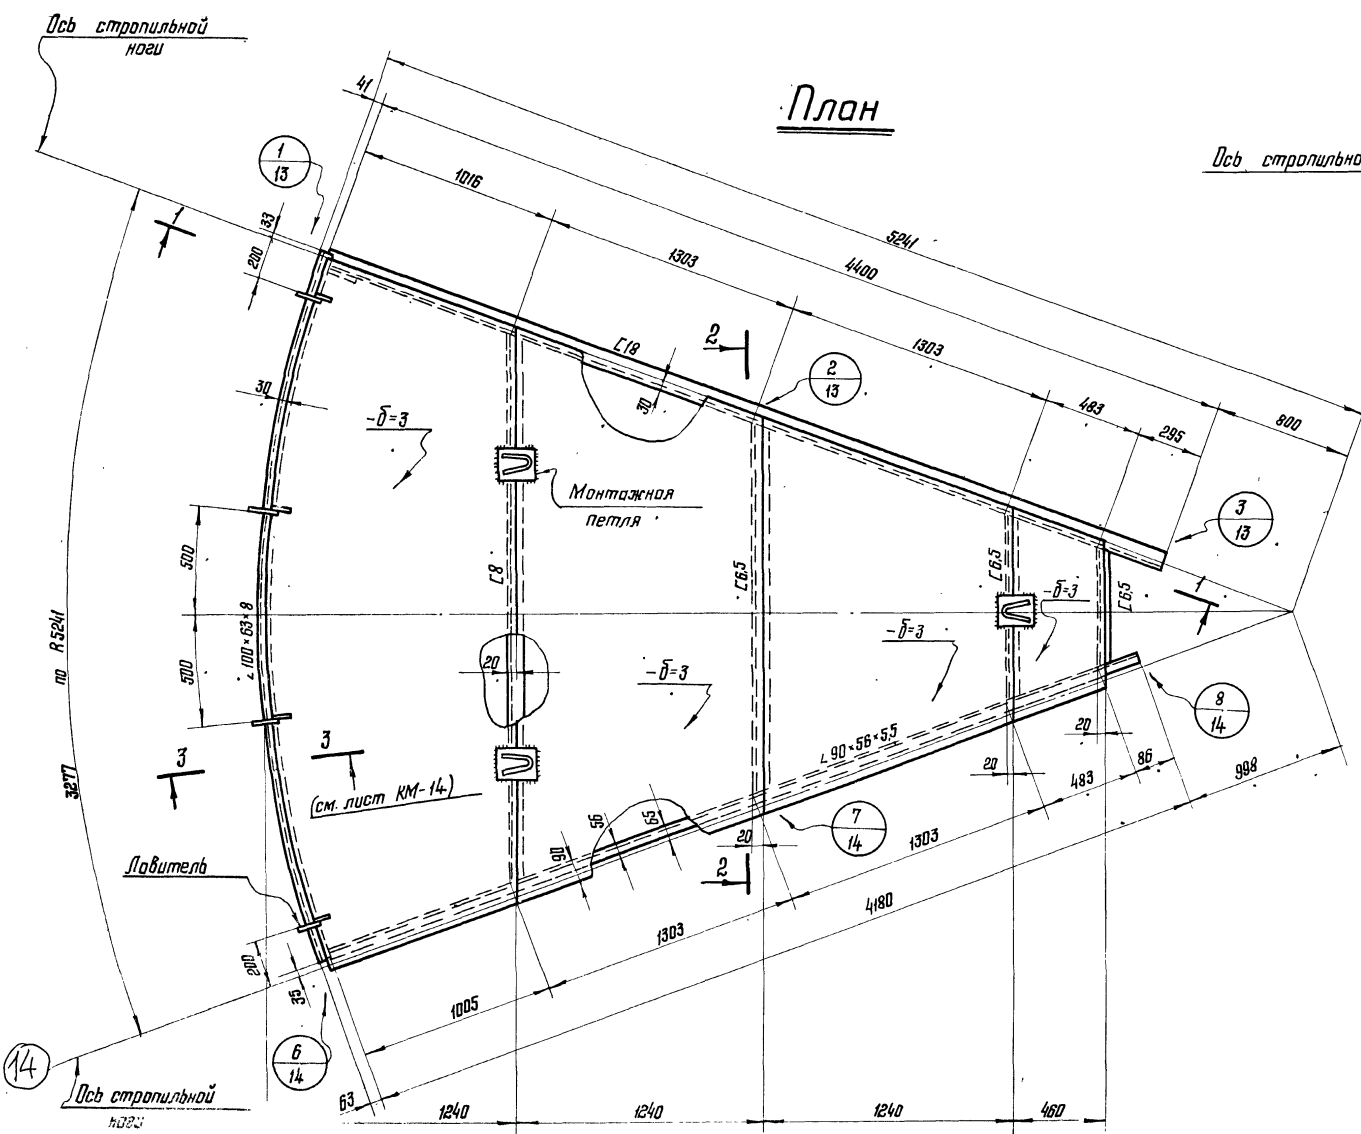 Ось стропильной
ноги
План
Ось стропильно
41
1
13
1016
5241
4400
1303
1
33
200
С18
2
1303
2
13
30
30
-δ=3
483
295
800
Монтажная
петля
3
13
500
С8
С6,5
С6,5
-δ=3
С6,5
1
-δ=3
по R5241
500
∟100×63×8
20
-δ=3
8
14
3
3
∟90×56×5,5
20
20
86
483
998
3277
(см. лист КМ-14)
56
65
7
14
20
1303
90
Ловитель
2
4180
1303
200
35
1005
6
14
14
Ось стропильной
ноги
63
1240
1240
1240
460